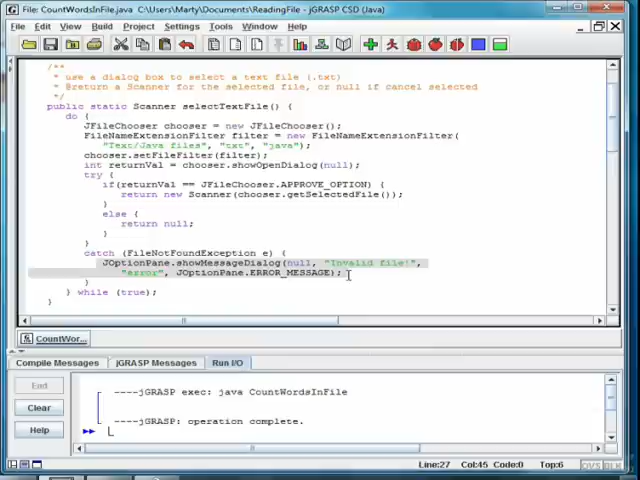 File: CountWordsInFile.java C:\Users\Marty\Documents\ReadingFile - jGRASP CSD (Java)
File Edit View Build Project Settings Tools Window Help
/**
* use a dialog box to select a text file (.txt)
* @return a Scanner for the selected file, or null if cancel selected
*/
public static Scanner selectTextFile() {
do {
JFileChooser chooser = new JFileChooser();
FileNameExtensionFilter filter = new FileNameExtensionFilter(
"Text/Java files", "txt", "java");
chooser.setFileFilter(filter);
int returnVal = chooser.showOpenDialog(null);
try {
if(returnVal == JFileChooser.APPROVE_OPTION) {
return new Scanner(chooser.getSelectedFile());
}
else {
return null;
}
}
catch (FileNotFoundException e) {
JOptionPane.showMessageDialog(null, "Invalid file!",
"error", JOptionPane.ERROR_MESSAGE);
}
} while (true);
}
CountWor...
Compile Messages jGRASP Messages Run I/O
End
Clear
Help
----jGRASP exec: java CountWordsInFile
----jGRASP: operation complete.
Line:27 Col:45 Code:0 Top:6 OVS BLK